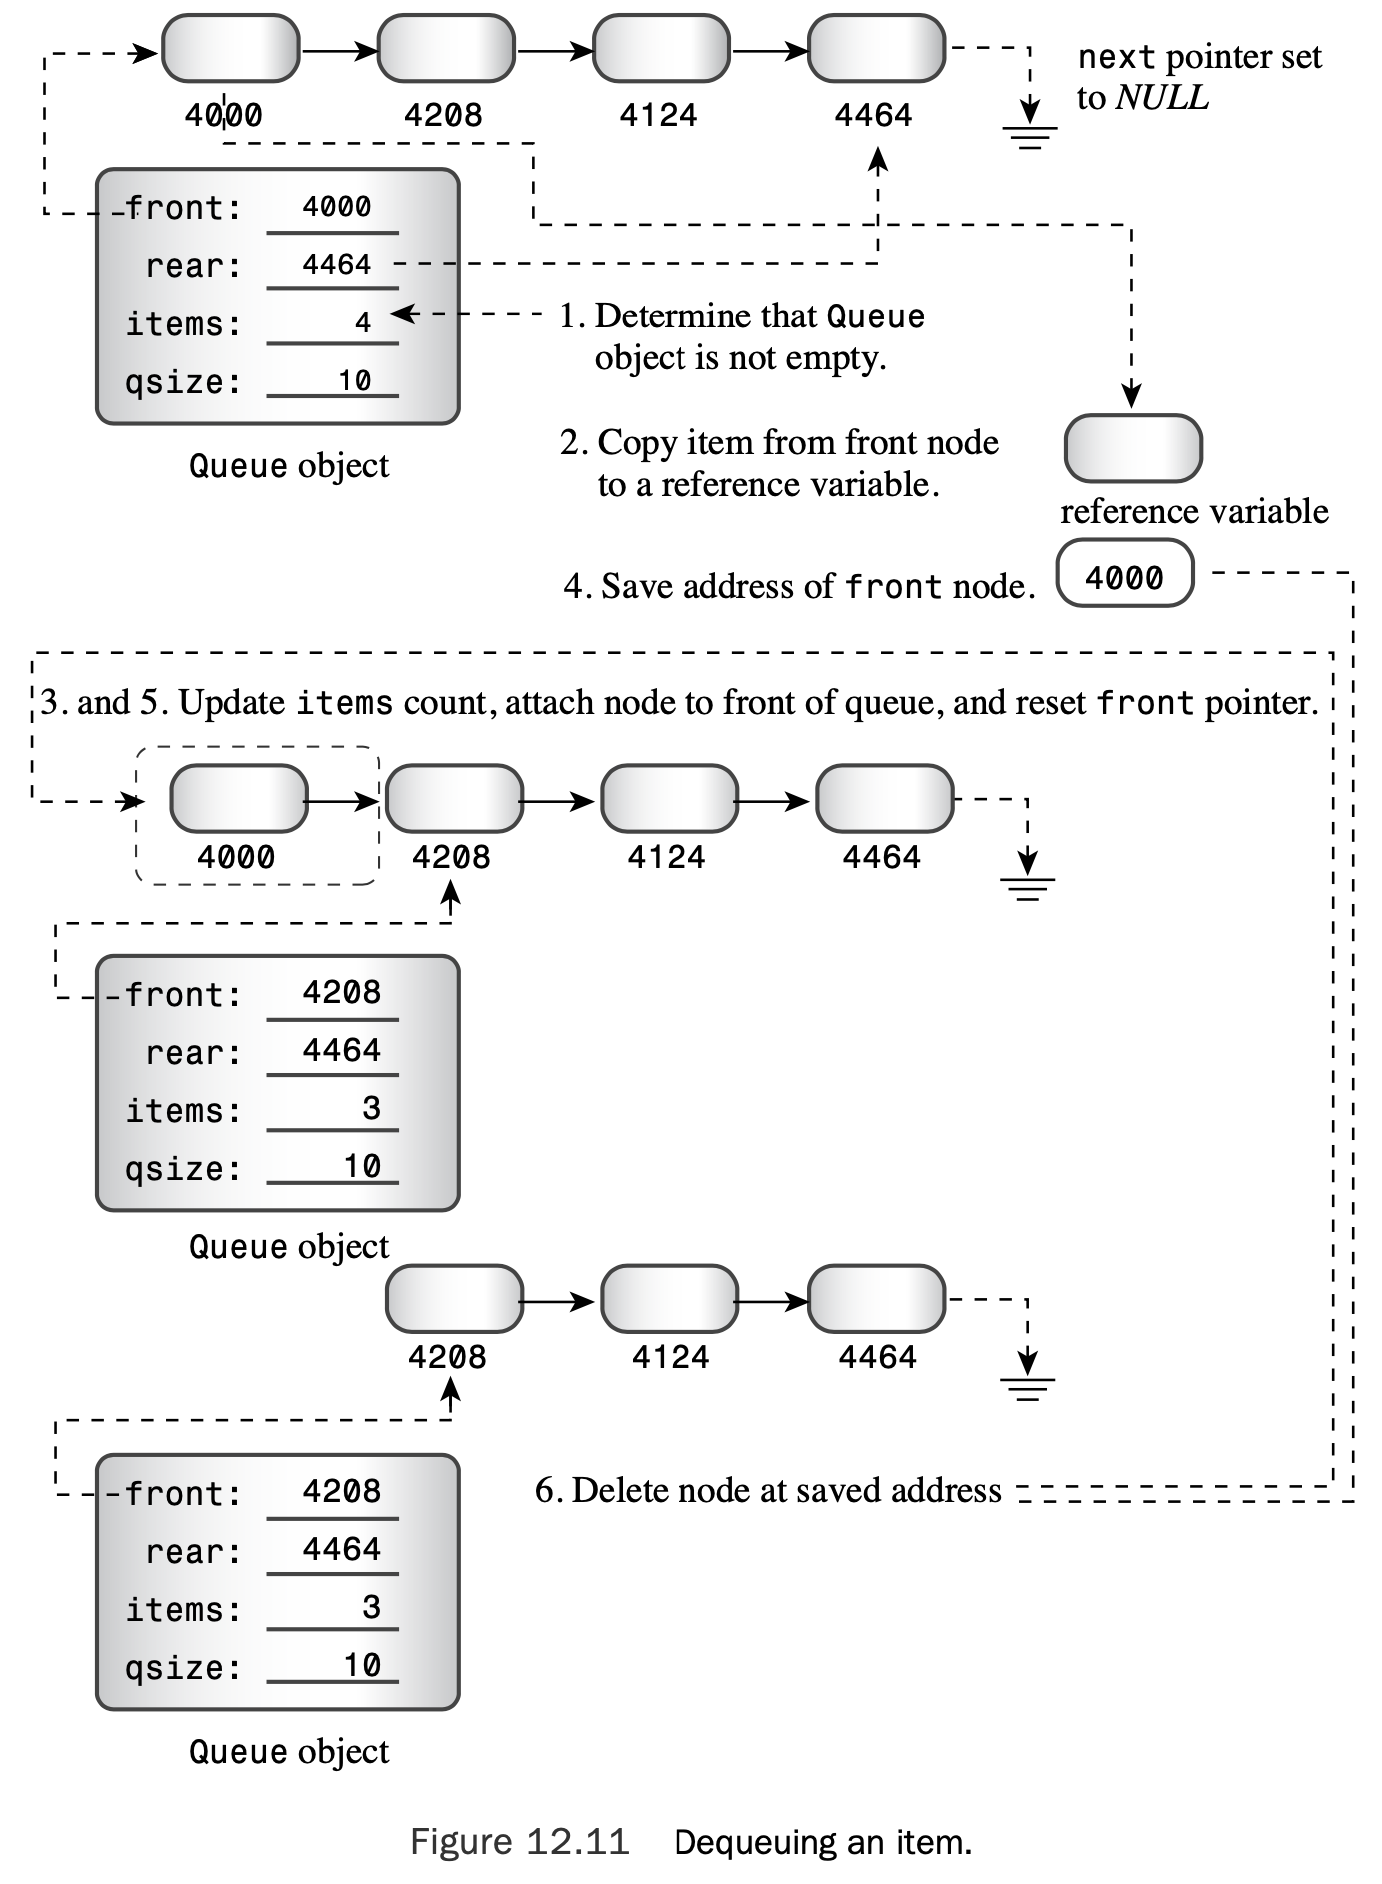 next pointer set
to NULL
4000 4208 4124 4464
front: 4000
rear: 4464
items: 4
qsize: 10
Queue object
1. Determine that Queue
object is not empty.
2. Copy item from front node
to a reference variable.
reference variable
4. Save address of front node.
4000
3. and 5. Update items count, attach node to front of queue, and reset front pointer.
4000 4208 4124 4464
front: 4208
rear: 4464
items: 3
qsize: 10
Queue object
4208 4124 4464
front: 4208
rear: 4464
items: 3
qsize: 10
Queue object
6. Delete node at saved address
Figure 12.11 Dequeuing an item.